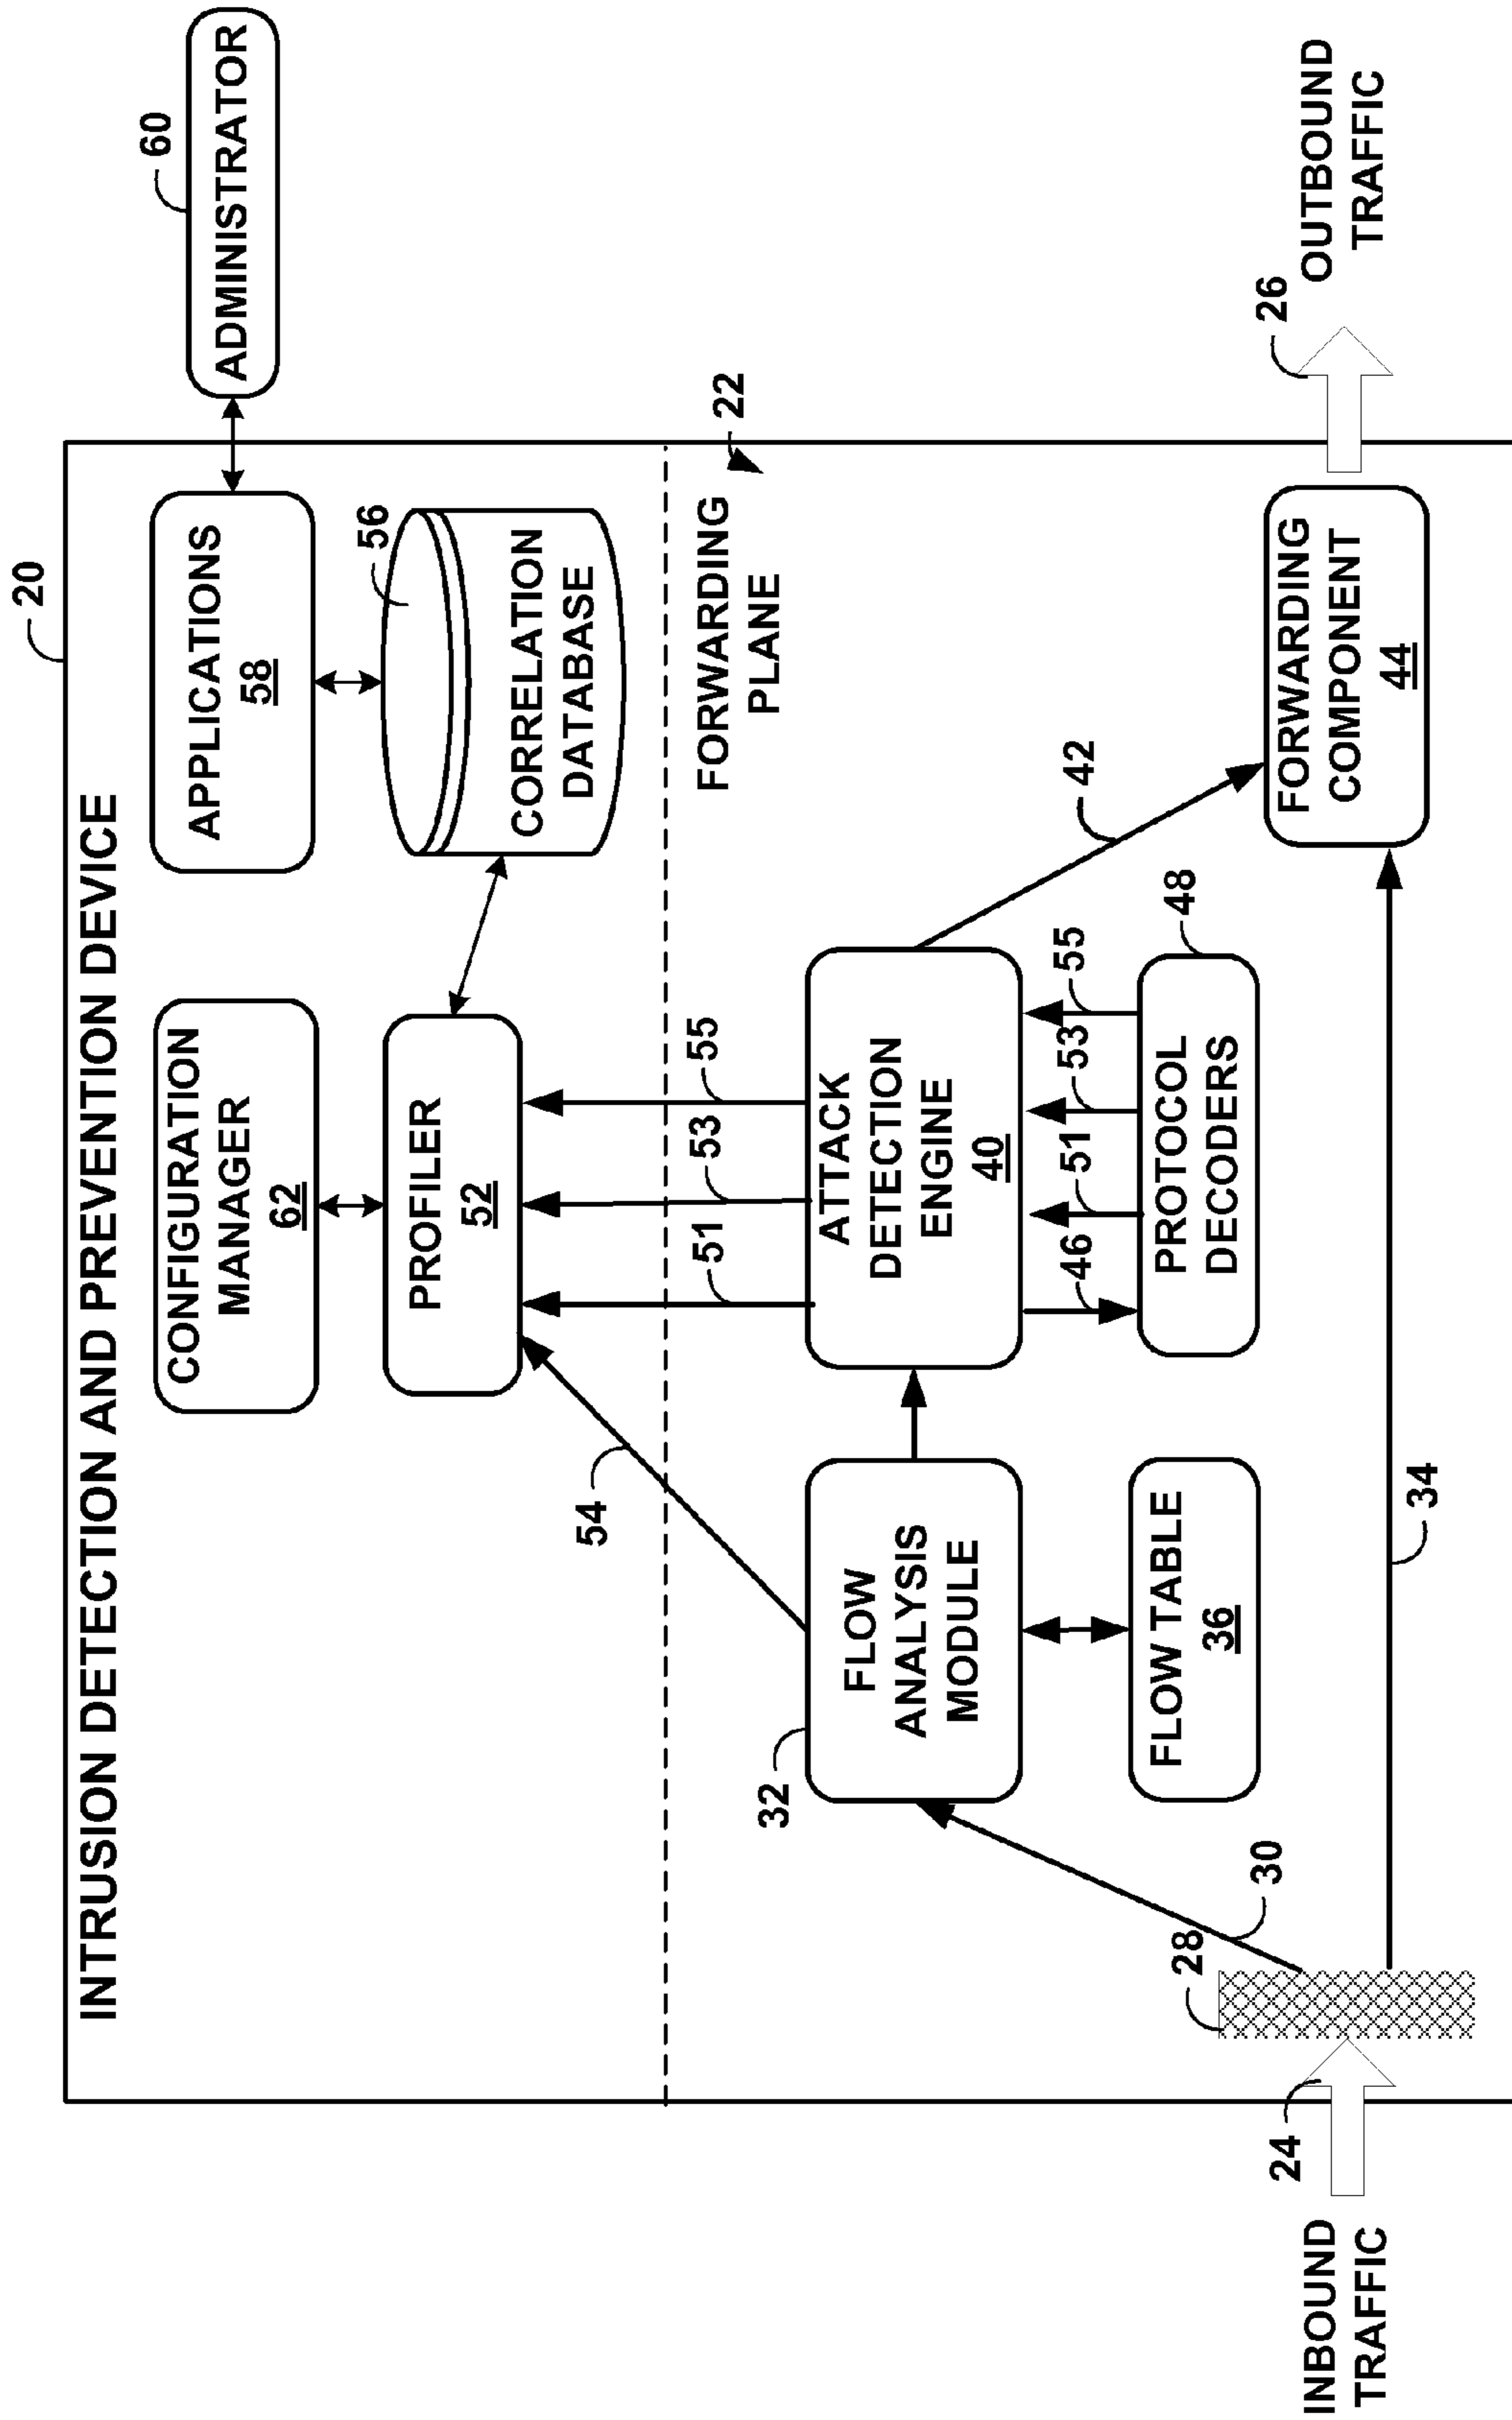 20
INTRUSION DETECTION AND PREVENTION DEVICE
60
ADMINISTRATOR
CONFIGURATION
MANAGER
62
APPLICATIONS
58
PROFILER
52
56
CORRELATION
DATABASE
54
51
53
55
FORWARDING
PLANE
22
32
FLOW
ANALYSIS
MODULE
ATTACK
DETECTION
ENGINE
40
42
46
51
53
55
FLOW TABLE
36
PROTOCOL
DECODERS
48
30
28
24
INBOUND
TRAFFIC
34
FORWARDING
COMPONENT
44
26
OUTBOUND
TRAFFIC